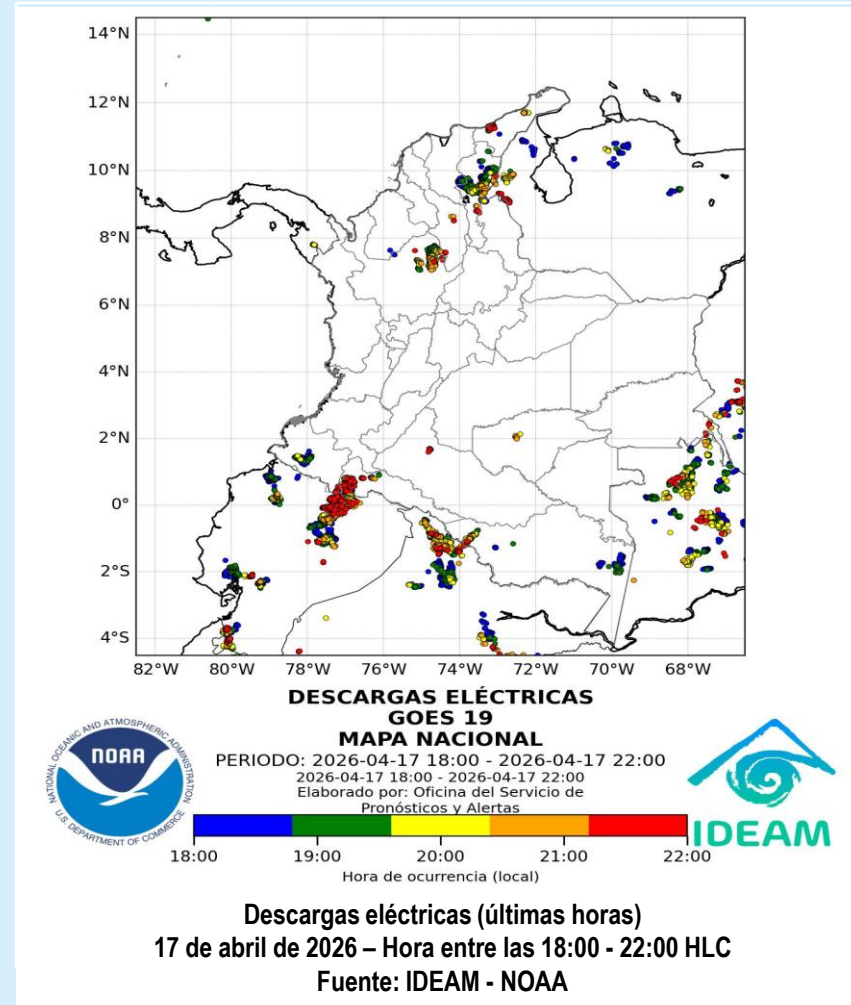 14°N
12°N
10°N
8°N
6°N
4°N
2°N
0°
2°S
4°S
82°W 80°W 78°W 76°W 74°W 72°W 70°W 68°W
DESCARGAS ELÉCTRICAS
GOES 19
MAPA NACIONAL
PERIODO: 2026-04-17 18:00 - 2026-04-17 22:00
2026-04-17 18:00 - 2026-04-17 22:00
Elaborado por: Oficina del Servicio de
Pronósticos y Alertas
NATIONAL OCEANIC AND ATMOSPHERIC ADMINISTRATION
NOAA
U.S. DEPARTMENT OF COMMERCE
IDEAM
18:00 19:00 20:00 21:00 22:00
Hora de ocurrencia (local)
Descargas eléctricas (últimas horas)
17 de abril de 2026 – Hora entre las 18:00 - 22:00 HLC
Fuente: IDEAM - NOAA